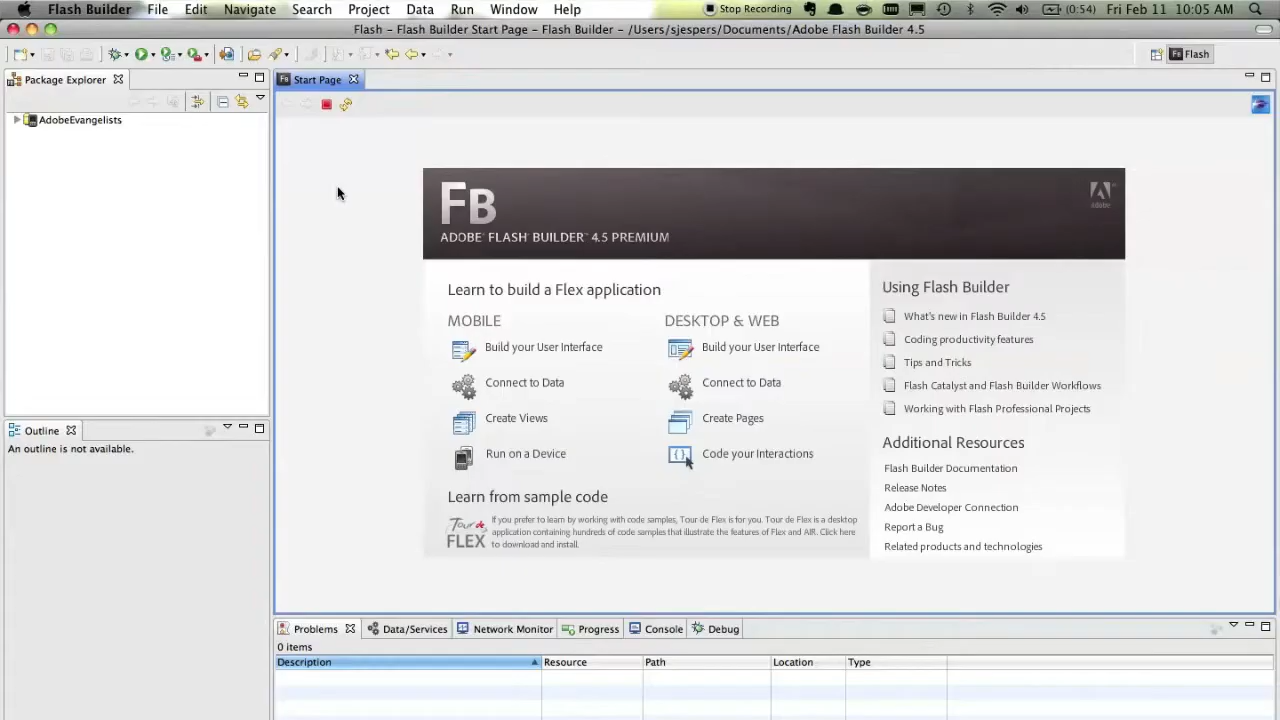 Flash Builder File Edit Navigate Search Project Data Run Window Help Stop Recording (0:54) Fri Feb 11 10:05 AM
Flash – Flash Builder Start Page – Flash Builder – /Users/sjespers/Documents/Adobe Flash Builder 4.5
Flash
Package Explorer
AdobeEvangelists
Outline
An outline is not available.
Fb Start Page
FB
ADOBE® FLASH® BUILDER™ 4.5 PREMIUM
Adobe
Learn to build a Flex application
MOBILE
Build your User Interface
Connect to Data
Create Views
Run on a Device
DESKTOP & WEB
Build your User Interface
Connect to Data
Create Pages
{} Code your Interactions
Learn from sample code
Tour de FLEX
If you prefer to learn by working with code samples, Tour de Flex is for you. Tour de Flex is a desktop
application containing hundreds of code samples that illustrate the features of Flex and AIR. Click here
to download and install.
Using Flash Builder
What's new in Flash Builder 4.5
Coding productivity features
Tips and Tricks
Flash Catalyst and Flash Builder Workflows
Working with Flash Professional Projects
Additional Resources
Flash Builder Documentation
Release Notes
Adobe Developer Connection
Report a Bug
Related products and technologies
Problems Data/Services Network Monitor Progress Console Debug
0 items
Description Resource Path Location Type